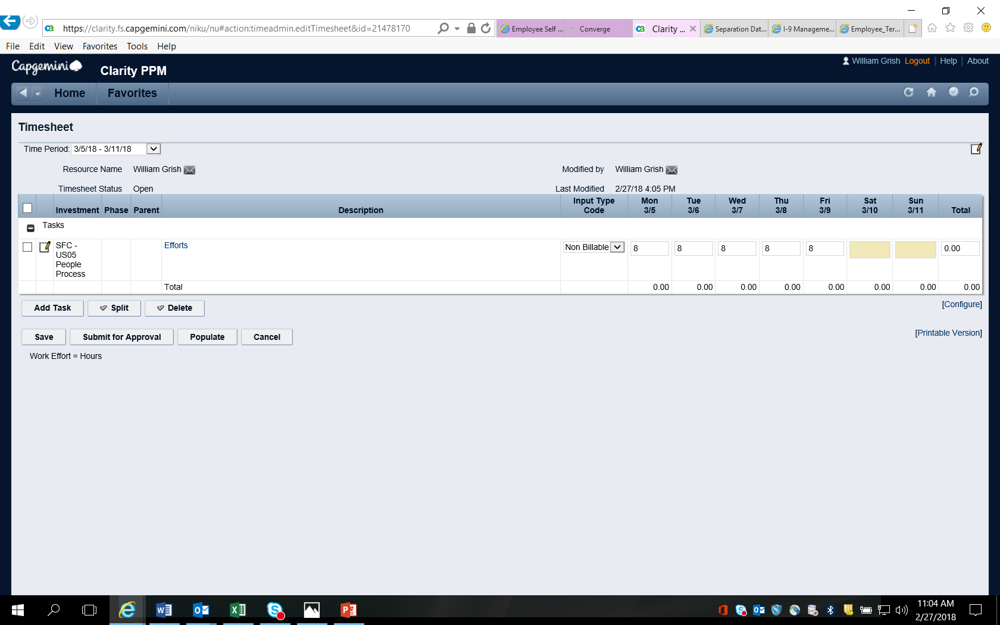 https://clarity.fs.capgemini.com/niku/nu#action:timeadmin.editTimesheet&id=21478170
Employee Self ...
Converge
Clarity ...
Separation Dat...
I-9 Manageme...
Employee_Ter...
File Edit View Favorites Tools Help
Capgemini
Clarity PPM
William Grish Logout | Help | About
Home Favorites
Timesheet
Time Period: 3/5/18 - 3/11/18
Resource Name William Grish Modified by William Grish
Timesheet Status Open Last Modified 2/27/18 4:05 PM
Investment Phase Parent Description Input Type Code Mon 3/5 Tue 3/6 Wed 3/7 Thu 3/8 Fri 3/9 Sat 3/10 Sun 3/11 Total
Tasks
SFC - US05 People Process Efforts Non Billable 8 8 8 8 8 0.00
Total 0.00 0.00 0.00 0.00 0.00 0.00 0.00 0.00
Add Task Split Delete [Configure]
Save Submit for Approval Populate Cancel [Printable Version]
Work Effort = Hours
11:04 AM
2/27/2018